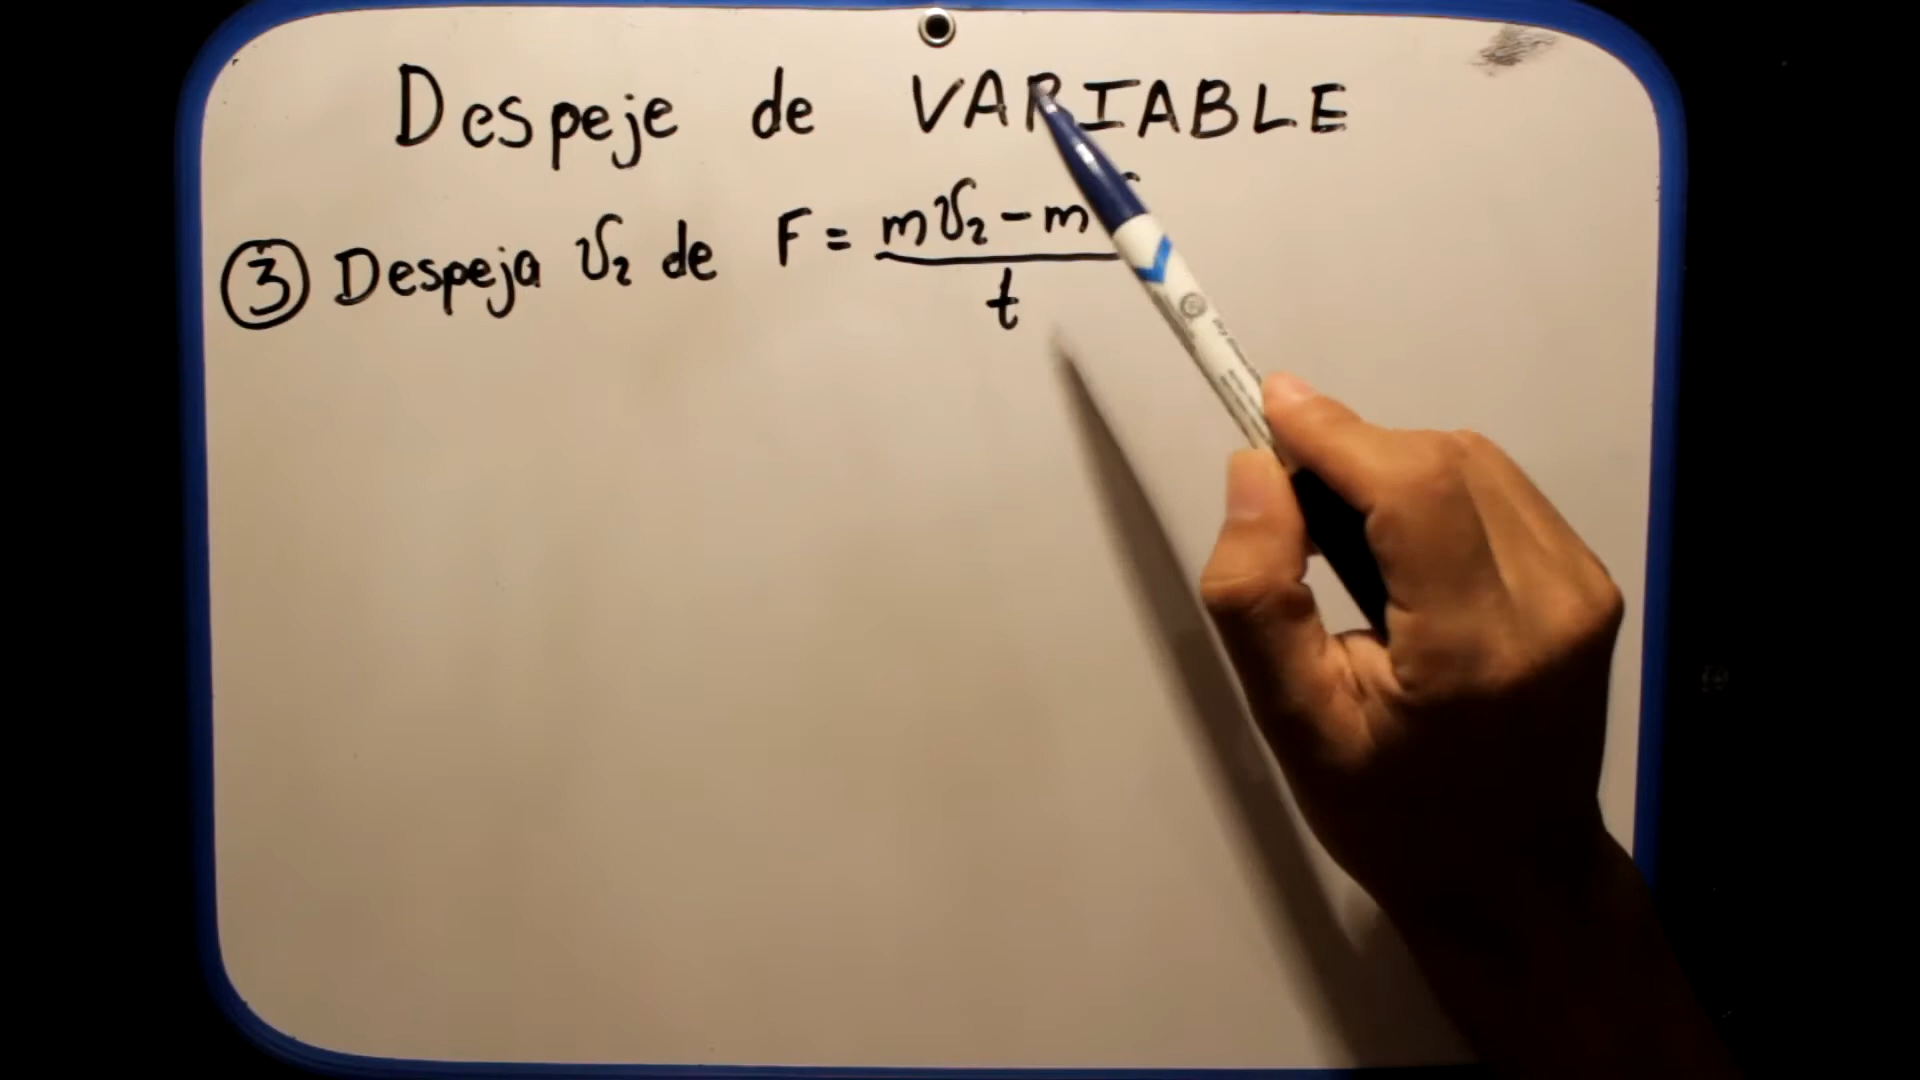 Despeje de VARIABLE
③ Despeja v₂ de F = mv₂ - m
t